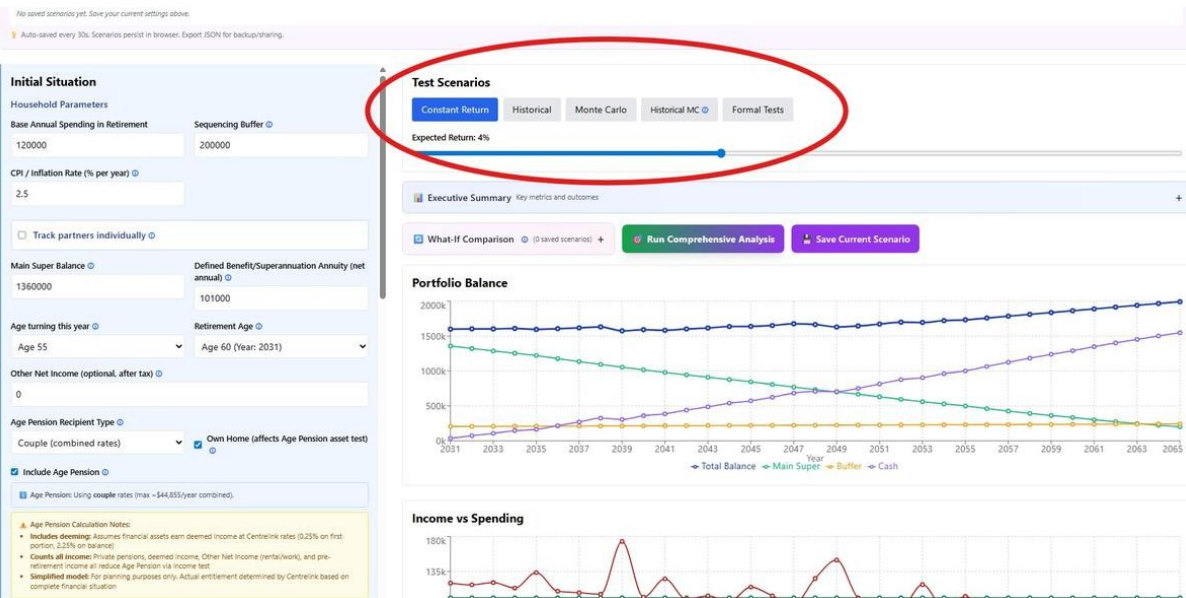 No saved scenarios yet. Save your current settings above.
Auto-saved every 30s. Scenarios persist in browser. Export JSON for backup/sharing.
Initial Situation
Household Parameters
Base Annual Spending in Retirement
120000
Sequencing Buffer
200000
CPI / Inflation Rate (% per year)
2.5
Track partners individually
Main Super Balance
1360000
Defined Benefit/Superannuation Annuity (net
annual)
101000
Age turning this year
Age 55
Retirement Age
Age 60 (Year: 2031)
Other Net Income (optional, after tax)
0
Age Pension Recipient Type
Couple (combined rates)
Own Home (affects Age Pension asset test)
Include Age Pension
Age Pension: Using couple rates (max ~$44,855/year combined).
Age Pension Calculation Notes:
• Includes deeming: Assumes financial assets earn deemed income at Centrelink rates (0.25% on first
portion, 2.25% on balance)
• Counts all income: Private pensions, deemed income, Other Net Income (rental/work), and pre-
retirement income all reduce Age Pension via income test
• Simplified model: For planning purposes only. Actual entitlement determined by Centrelink based on
complete financial situation
Test Scenarios
Constant Return Historical Monte Carlo Historical MC Formal Tests
Expected Return: 4%
Executive Summary Key metrics and outcomes +
What-If Comparison (0 saved scenarios) + Run Comprehensive Analysis Save Current Scenario
Portfolio Balance
2000k
1500k
1000k
500k
0k
2031 2033 2035 2037 2039 2041 2043 2045 2047 2049 2051 2053 2055 2057 2059 2061 2063 2065
Year
Total Balance Main Super Buffer Cash
Income vs Spending
180k
135k